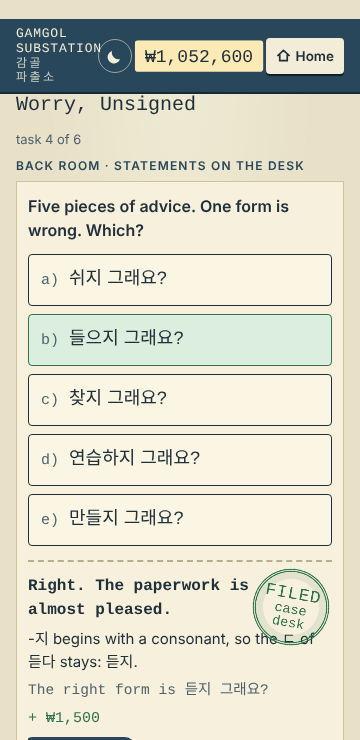 GAMGOL
SUBSTATION
감골
파출소
₩1,052,600
Home
Worry, Unsigned
task 4 of 6
BACK ROOM · STATEMENTS ON THE DESK
Five pieces of advice. One form is
wrong. Which?
a) 쉬지 그래요?
b) 들으지 그래요?
c) 찾지 그래요?
d) 연습하지 그래요?
e) 만들지 그래요?
Right. The paperwork is
almost pleased.
FILED
case
desk
-지 begins with a consonant, so the ㄷ of
듣다 stays: 듣지.
The right form is 듣지 그래요?
+ ₩1,500